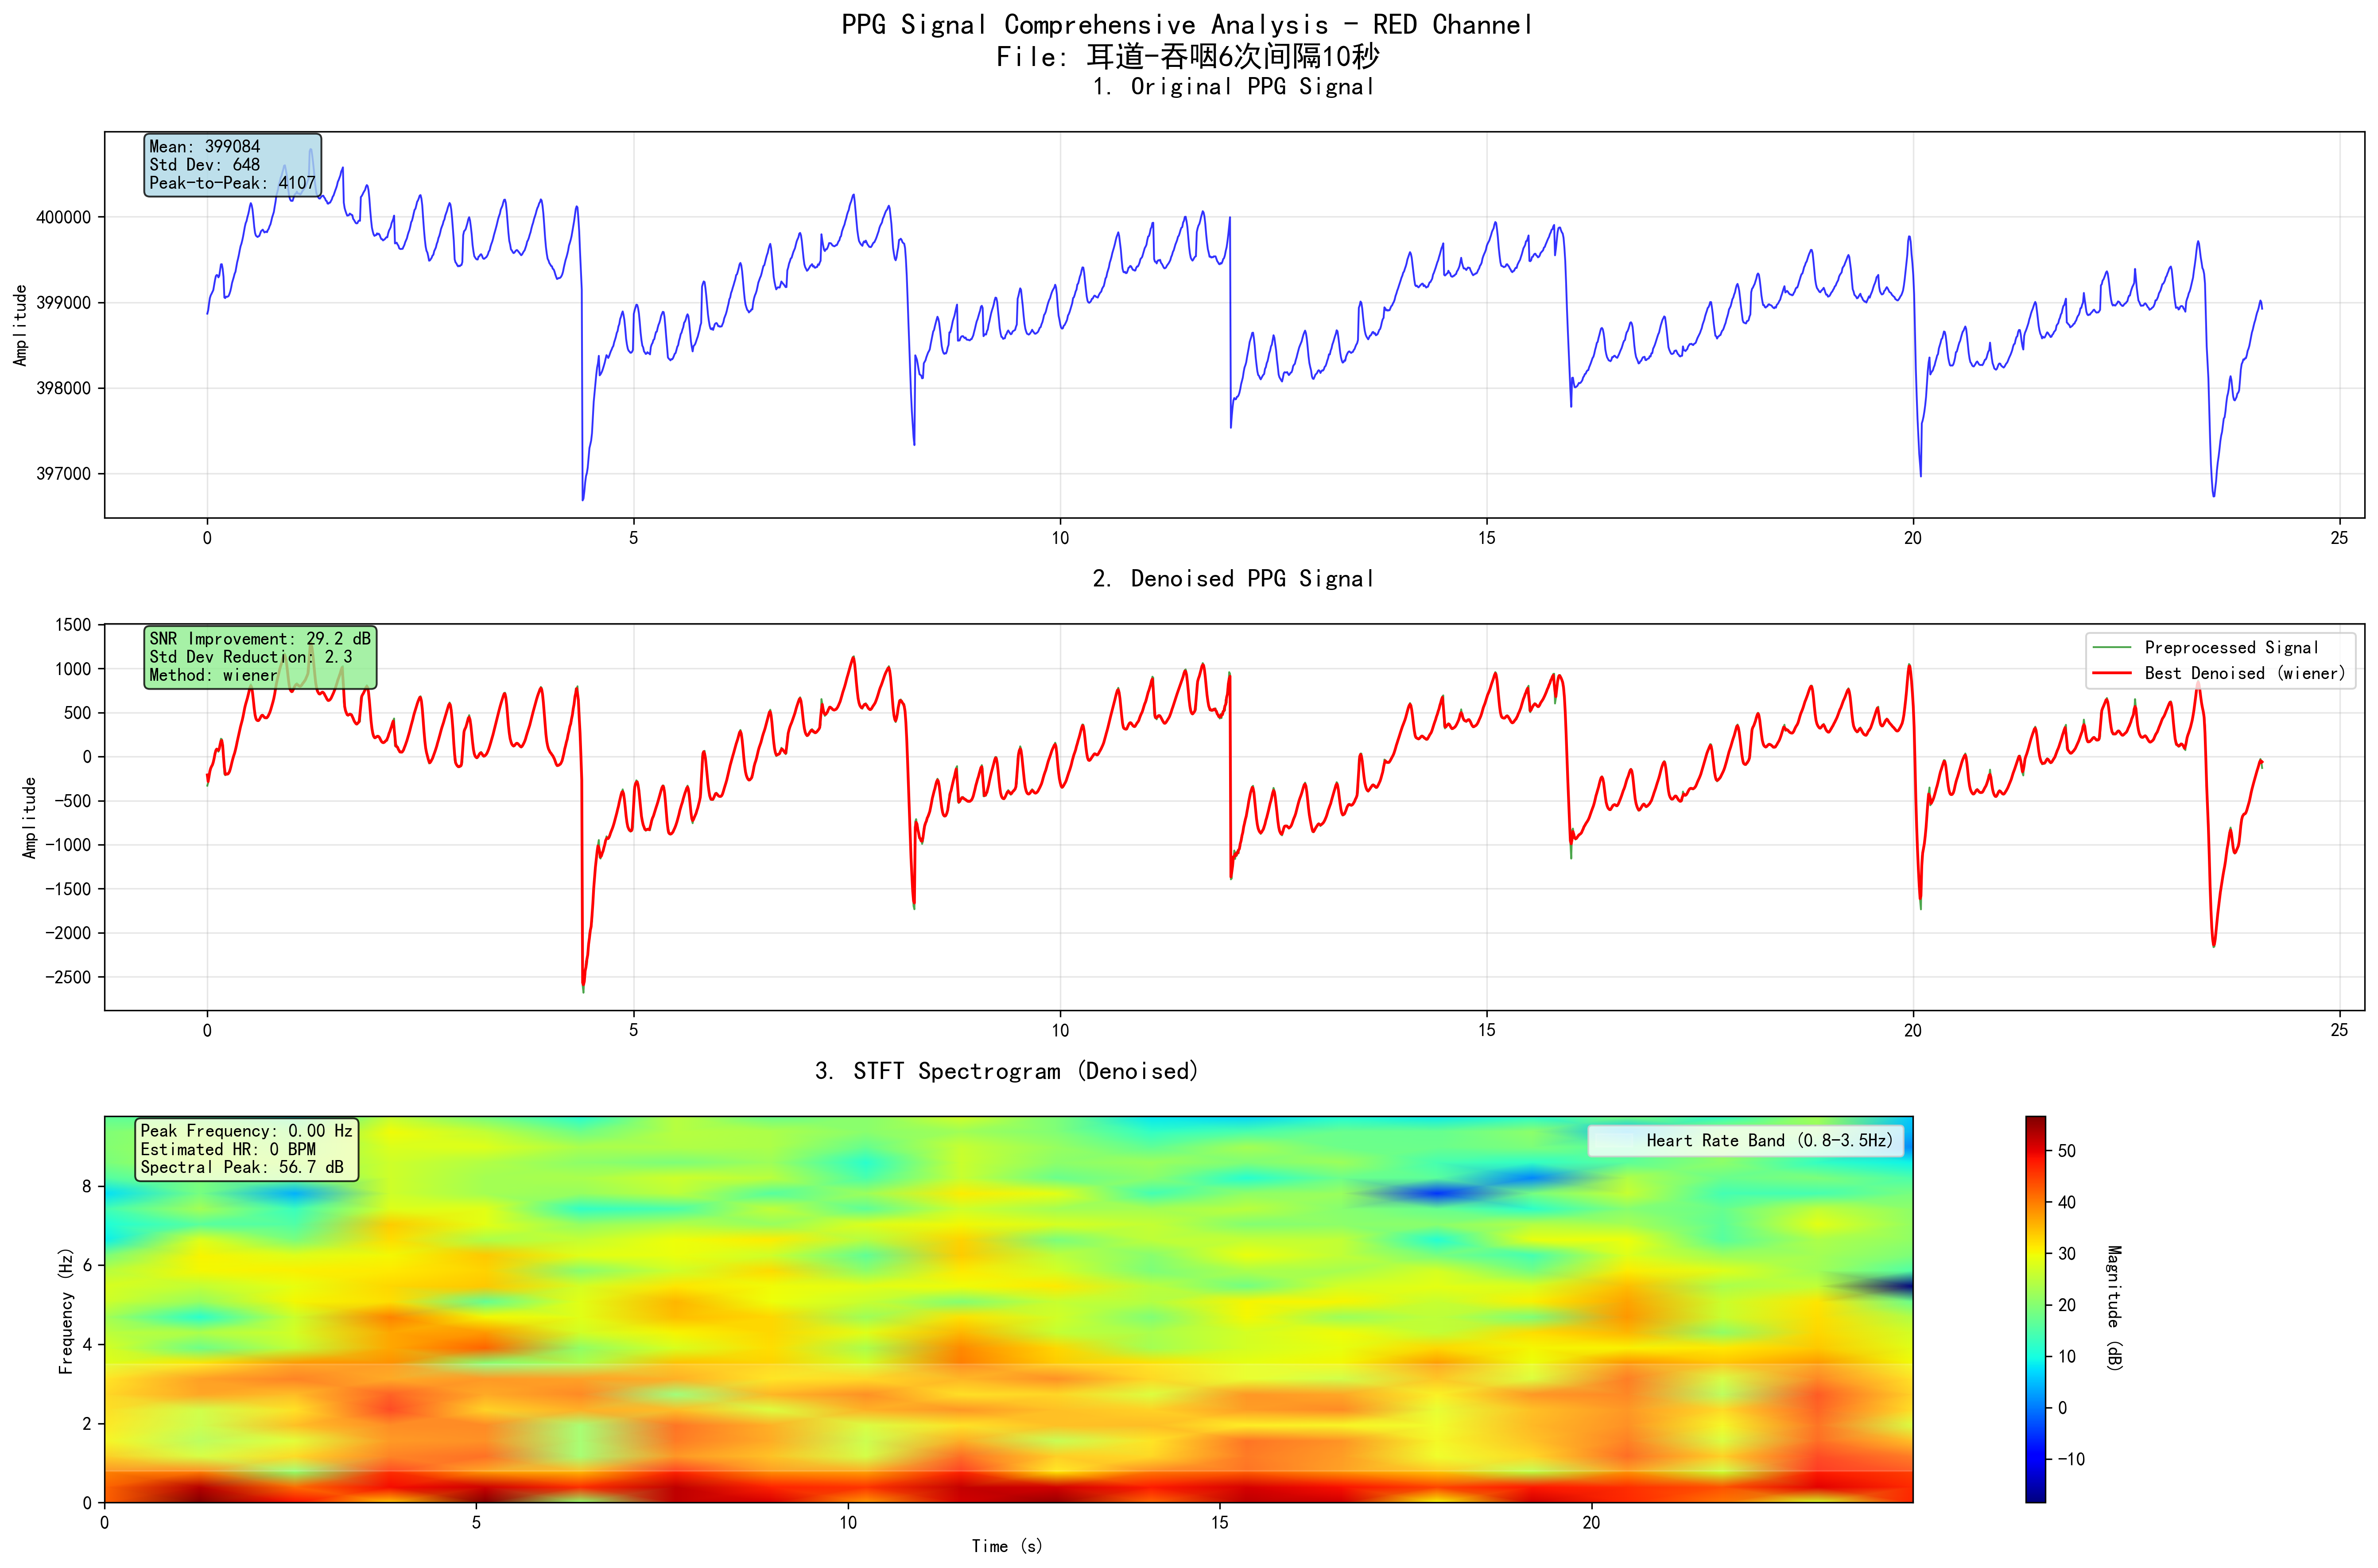 PPG Signal Comprehensive Analysis - RED Channel
File: 耳道-吞咽6次间隔10秒
1. Original PPG Signal
Mean: 399084
Std Dev: 648
Peak-to-Peak: 4107
Amplitude
400000
399000
398000
397000
0 5 10 15 20 25
2. Denoised PPG Signal
SNR Improvement: 29.2 dB
Std Dev Reduction: 2.3
Method: wiener
Preprocessed Signal
Best Denoised (wiener)
Amplitude
1500
1000
500
0
-500
-1000
-1500
-2000
-2500
0 5 10 15 20 25
3. STFT Spectrogram (Denoised)
Peak Frequency: 0.00 Hz
Estimated HR: 0 BPM
Spectral Peak: 56.7 dB
Heart Rate Band (0.8-3.5Hz)
Frequency (Hz)
8
6
4
2
0
0 5 10 15 20
Time (s)
50
40
30
20
10
0
-10
Magnitude (dB)